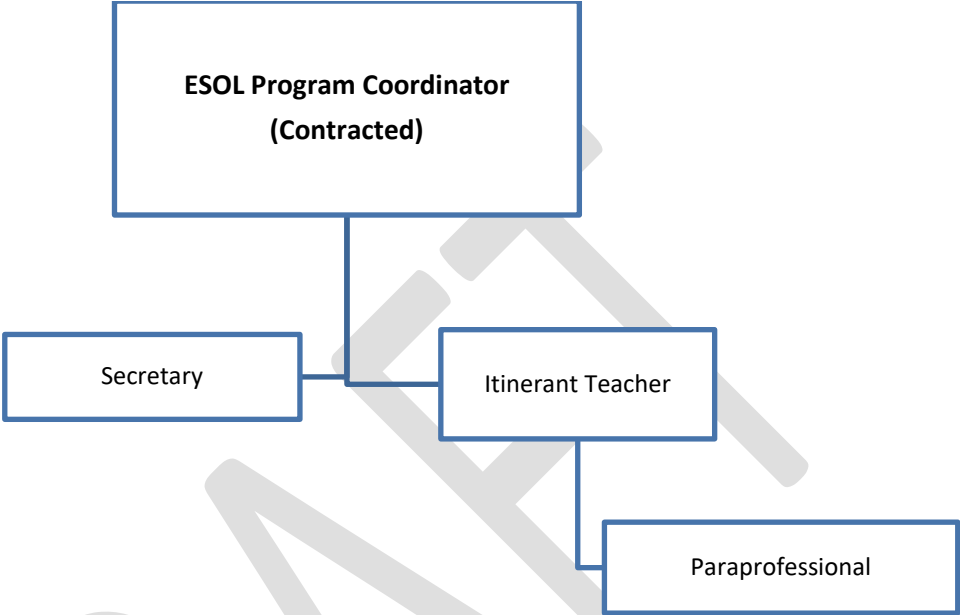 ESOL Program Coordinator
(Contracted)
Secretary
Itinerant Teacher
Paraprofessional